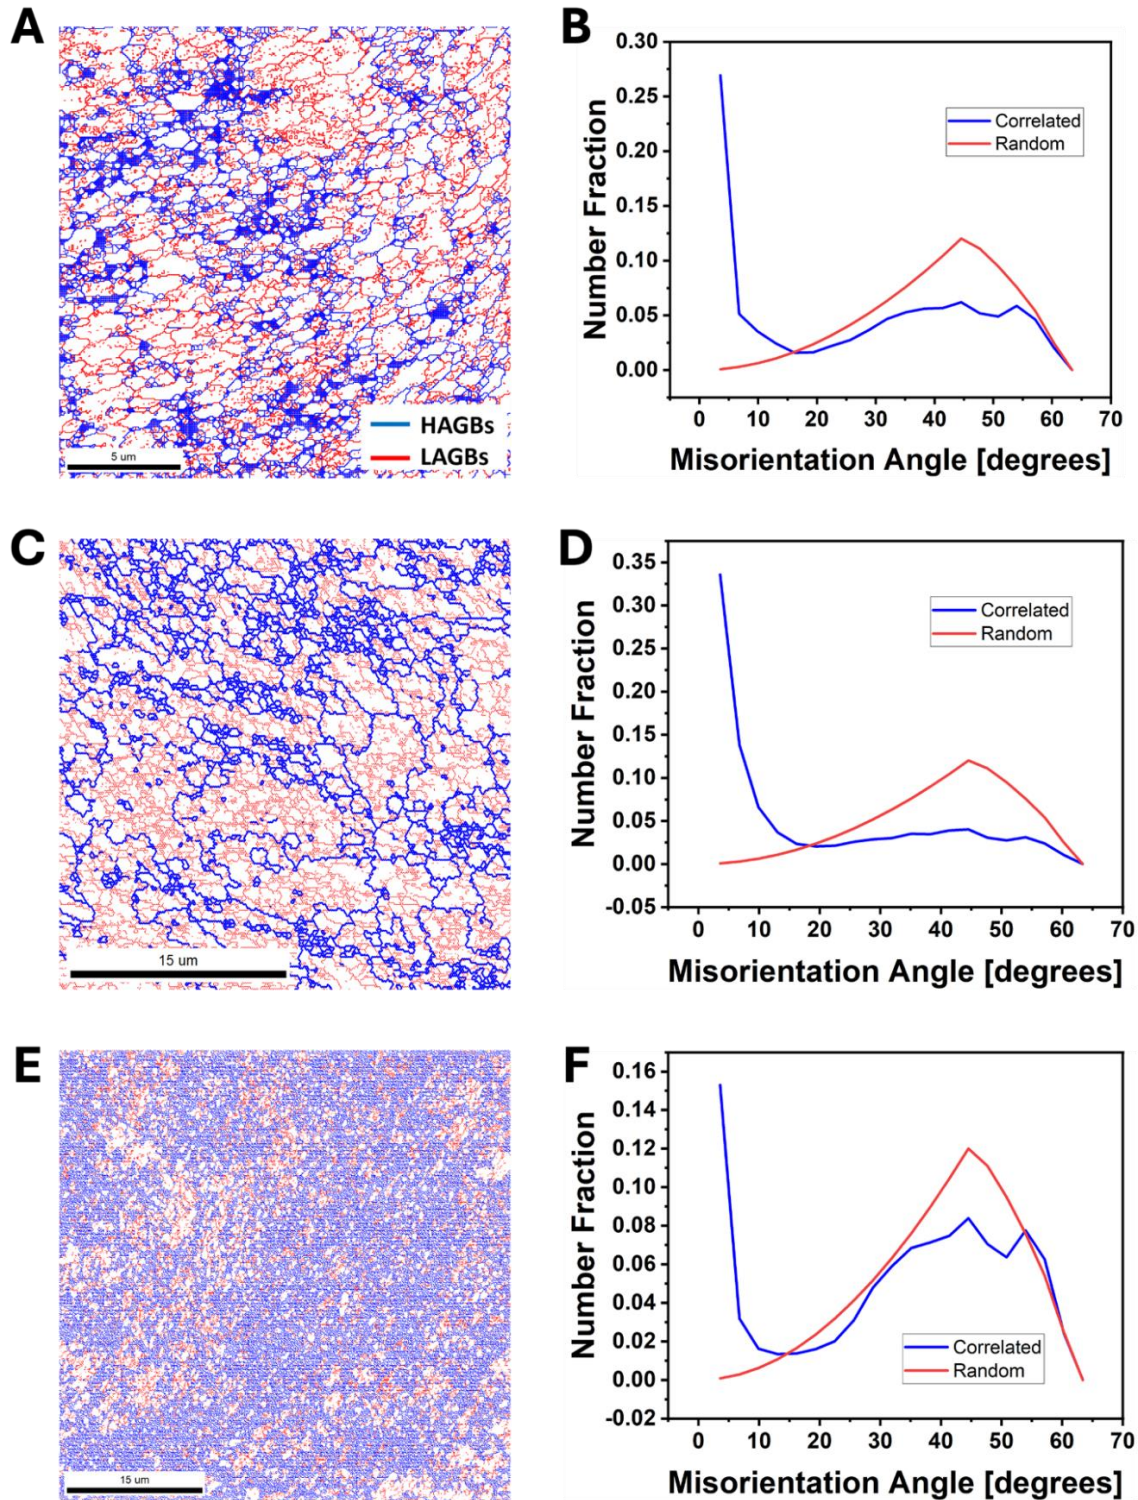 A
HAGBs
LAGBs
5 um
B
0.30
0.25
0.20
0.15
0.10
0.05
0.00
Number Fraction
Correlated
Random
0 10 20 30 40 50 60 70
Misorientation Angle [degrees]
C
15 um
D
0.35
0.30
0.25
0.20
0.15
0.10
0.05
0.00
-0.05
Number Fraction
Correlated
Random
0 10 20 30 40 50 60 70
Misorientation Angle [degrees]
E
15 um
F
0.16
0.14
0.12
0.10
0.08
0.06
0.04
0.02
0.00
-0.02
Number Fraction
Correlated
Random
0 10 20 30 40 50 60 70
Misorientation Angle [degrees]